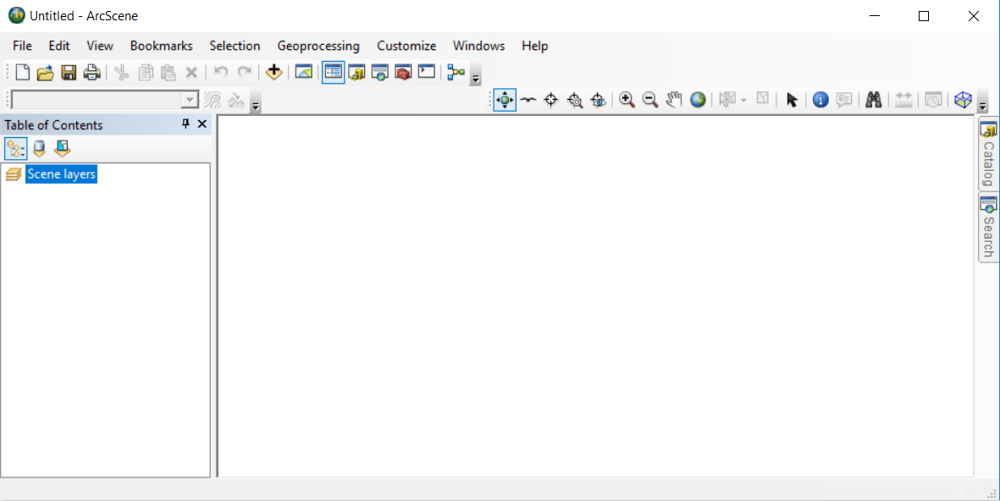 Untitled - ArcScene
File Edit View Bookmarks Selection Geoprocessing Customize Windows Help
Table of Contents
Scene layers
Catalog
Search